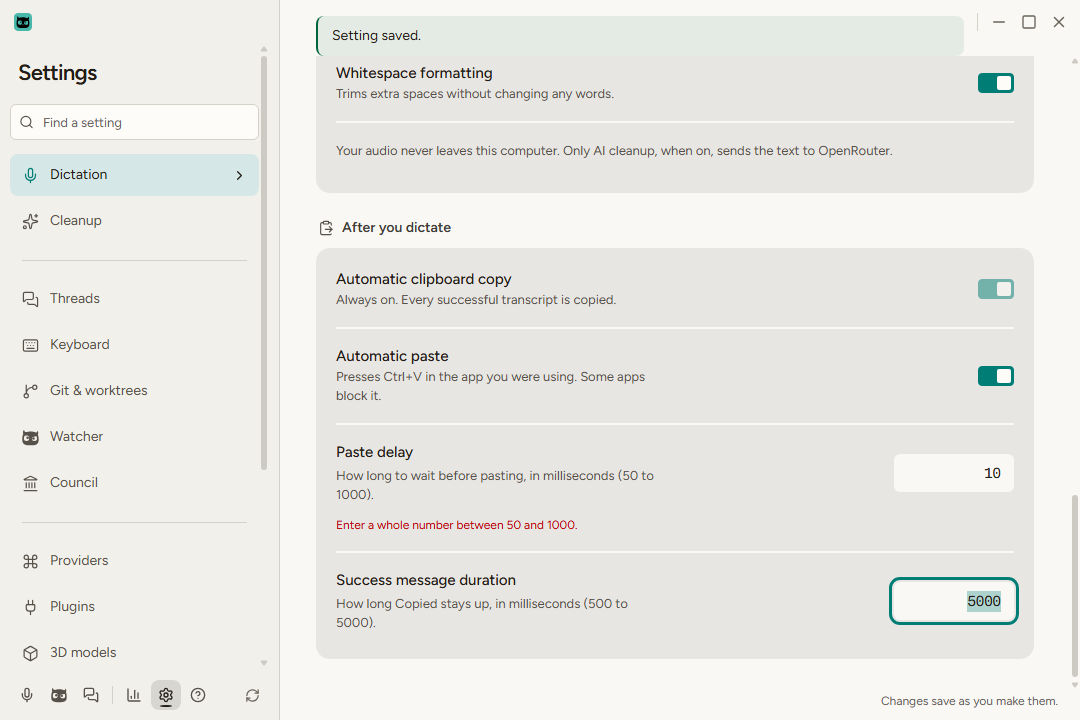 Settings
Find a setting
Dictation
Cleanup
Threads
Keyboard
Git & worktrees
Watcher
Council
Providers
Plugins
3D models
Setting saved.
Whitespace formatting
Trims extra spaces without changing any words.
Your audio never leaves this computer. Only AI cleanup, when on, sends the text to OpenRouter.
After you dictate
Automatic clipboard copy
Always on. Every successful transcript is copied.
Automatic paste
Presses Ctrl+V in the app you were using. Some apps
block it.
Paste delay
How long to wait before pasting, in milliseconds (50 to
1000).
10
Enter a whole number between 50 and 1000.
Success message duration
How long Copied stays up, in milliseconds (500 to
5000).
5000
Changes save as you make them.